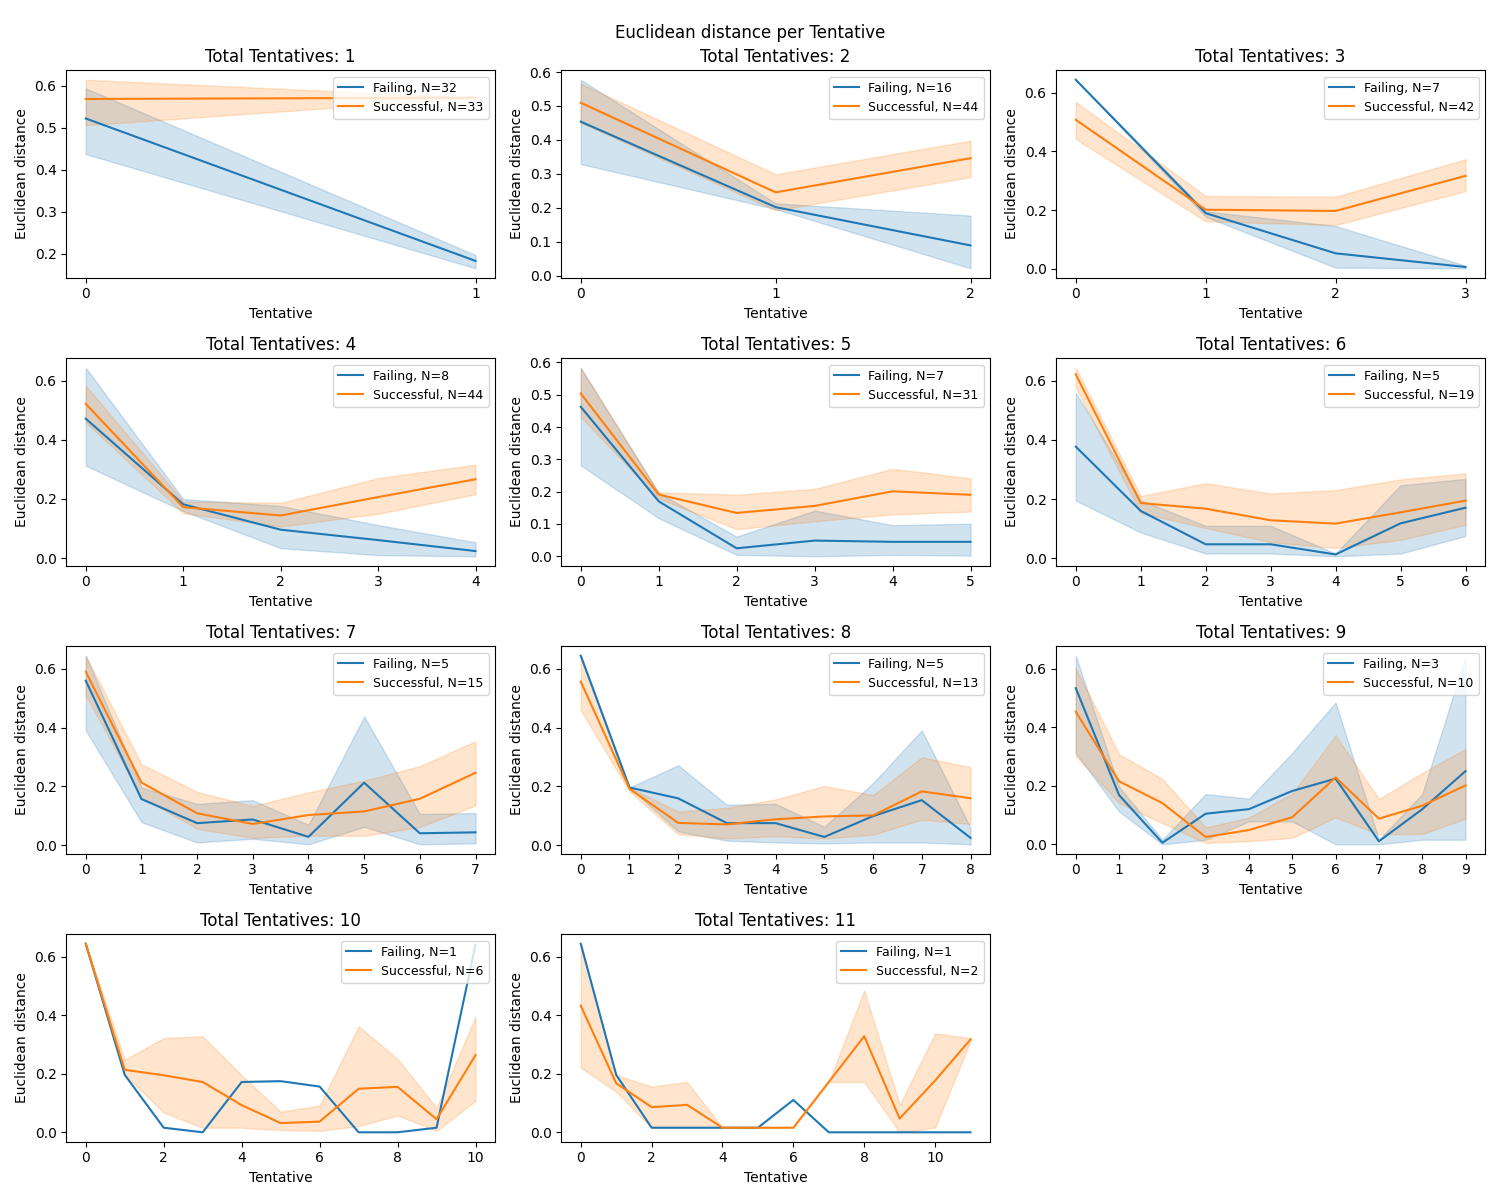 Euclidean distance per Tentative
Total Tentatives: 1
Failing, N=32
Successful, N=33
Euclidean distance
0.6
0.5
0.4
0.3
0.2
0
1
Tentative
Total Tentatives: 2
Failing, N=16
Successful, N=44
Euclidean distance
0.6
0.5
0.4
0.3
0.2
0.1
0.0
0
1
2
Tentative
Total Tentatives: 3
Failing, N=7
Successful, N=42
Euclidean distance
0.6
0.4
0.2
0.0
0
1
2
3
Tentative
Total Tentatives: 4
Failing, N=8
Successful, N=44
Euclidean distance
0.6
0.4
0.2
0.0
0
1
2
3
4
Tentative
Total Tentatives: 5
Failing, N=7
Successful, N=31
Euclidean distance
0.6
0.5
0.4
0.3
0.2
0.1
0.0
0
1
2
3
4
5
Tentative
Total Tentatives: 6
Failing, N=5
Successful, N=19
Euclidean distance
0.6
0.4
0.2
0.0
0
1
2
3
4
5
6
Tentative
Total Tentatives: 7
Failing, N=5
Successful, N=15
Euclidean distance
0.6
0.4
0.2
0.0
0
1
2
3
4
5
6
7
Tentative
Total Tentatives: 8
Failing, N=5
Successful, N=13
Euclidean distance
0.6
0.4
0.2
0.0
0
1
2
3
4
5
6
7
8
Tentative
Total Tentatives: 9
Failing, N=3
Successful, N=10
Euclidean distance
0.6
0.4
0.2
0.0
0
1
2
3
4
5
6
7
8
9
Tentative
Total Tentatives: 10
Failing, N=1
Successful, N=6
Euclidean distance
0.6
0.4
0.2
0.0
0
2
4
6
8
10
Tentative
Total Tentatives: 11
Failing, N=1
Successful, N=2
Euclidean distance
0.6
0.4
0.2
0.0
0
2
4
6
8
10
Tentative